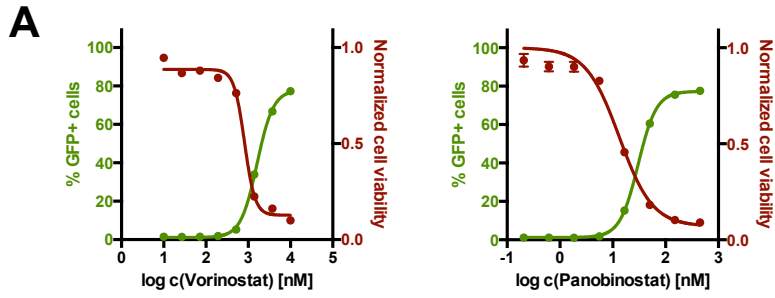 A
% GFP+ cells
100
80
60
40
20
0
0 1 2 3 4 5
log c(Vorinostat) [nM]
1.0
0.5
0.0
Normalized cell viability
% GFP+ cells
100
80
60
40
20
0
-1 0 1 2 3
log c(Panobinostat) [nM]
1.0
0.5
0.0
Normalized cell viability